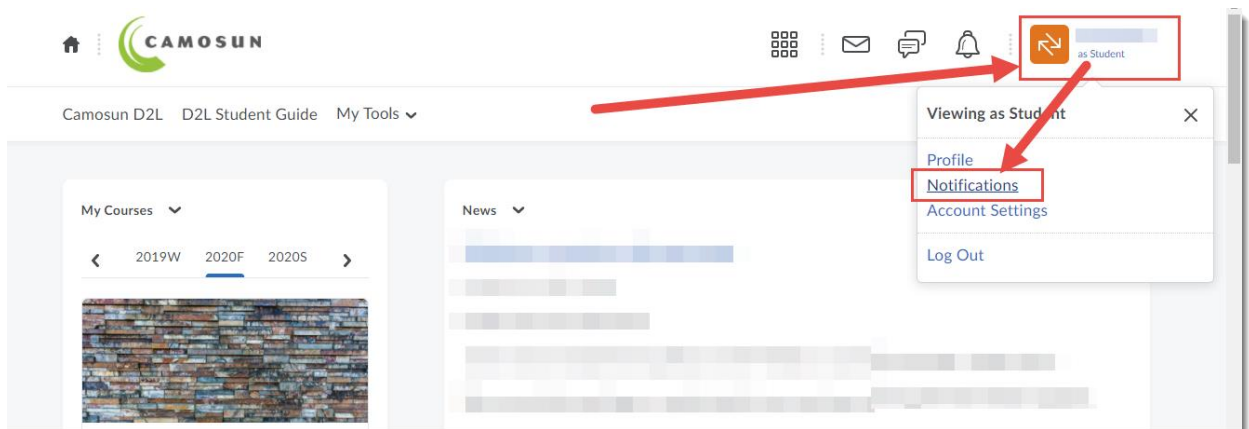 CAMOSUN
as Student
Camosun D2L D2L Student Guide My Tools
Viewing as Student
Profile
Notifications
Account Settings
Log Out
My Courses
2019W 2020F 2020S
News